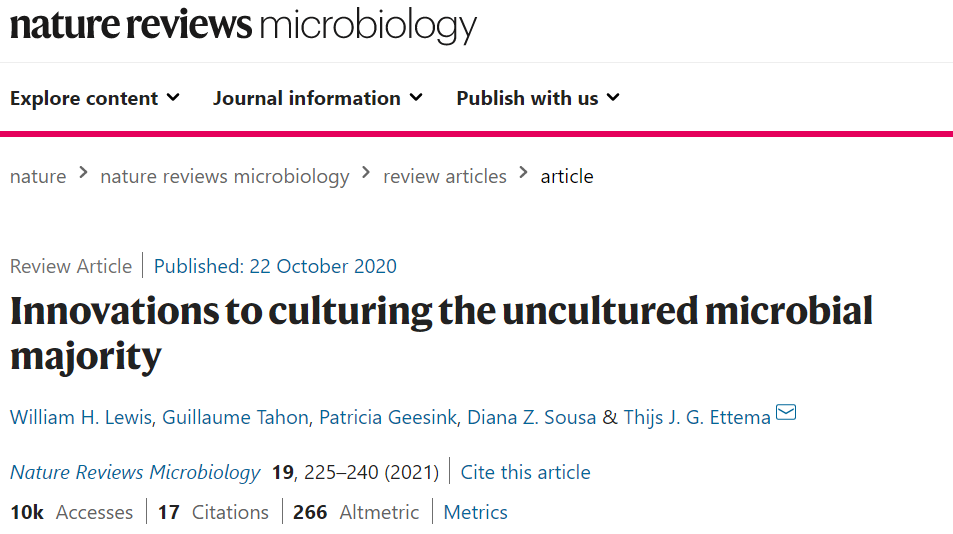 nature reviews microbiology
Explore content Journal information Publish with us
nature > nature reviews microbiology > review articles > article
Review Article | Published: 22 October 2020
Innovations to culturing the uncultured microbial
majority
William H. Lewis, Guillaume Tahon, Patricia Geesink, Diana Z. Sousa & Thijs J. G. Ettema
Nature Reviews Microbiology 19, 225–240 (2021) | Cite this article
10k Accesses | 17 Citations | 266 Altmetric | Metrics